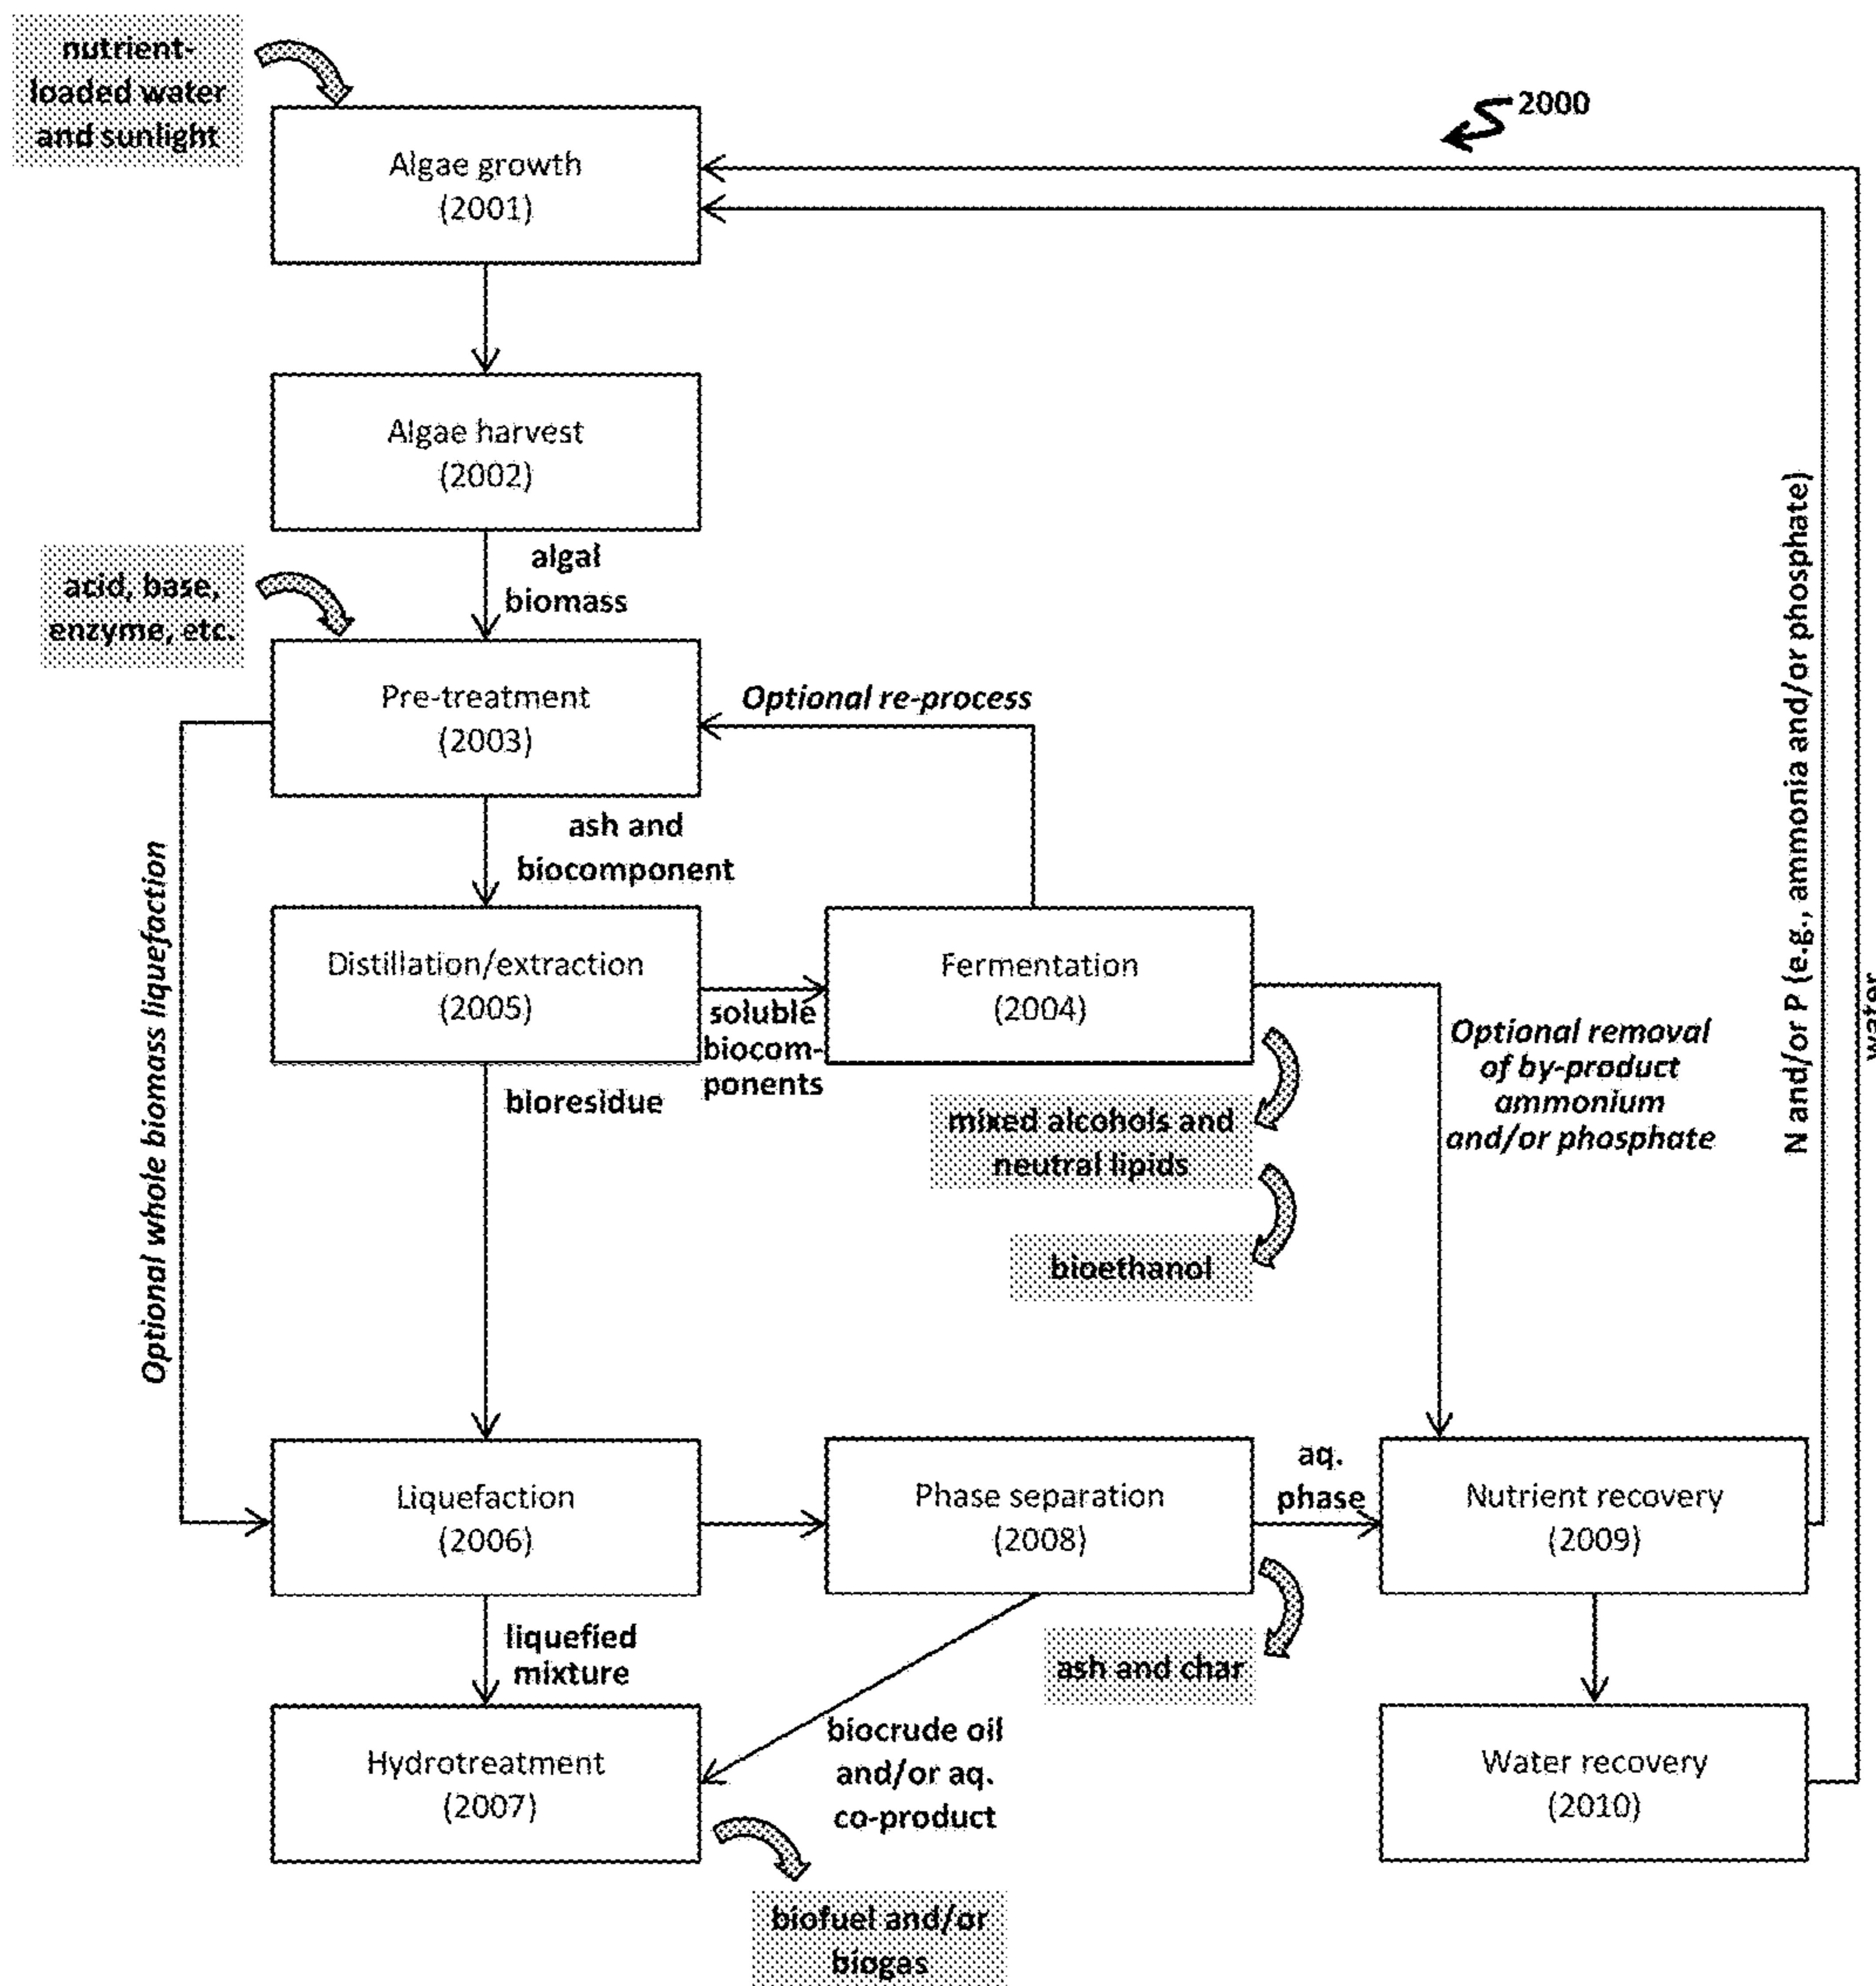 nutrient-
loaded water
and sunlight
2000
Algae growth
(2001)
Algae harvest
(2002)
algal
biomass
acid, base,
enzyme, etc.
Pre-treatment
(2003)
Optional re-process
ash and
biocomponent
Optional whole biomass liquefaction
Distillation/extraction
(2005)
soluble
biocom-
ponents
Fermentation
(2004)
Optional removal
of by-product
ammonium
and/or phosphate
N and/or P (e.g., ammonia and/or phosphate)
water
bioresidue
mixed alcohols and
neutral lipids
bioethanol
Liquefaction
(2006)
Phase separation
(2008)
aq.
phase
Nutrient recovery
(2009)
liquefied
mixture
ash and char
Hydrotreatment
(2007)
biocrude oil
and/or aq.
co-product
Water recovery
(2010)
biofuel and/or
biogas